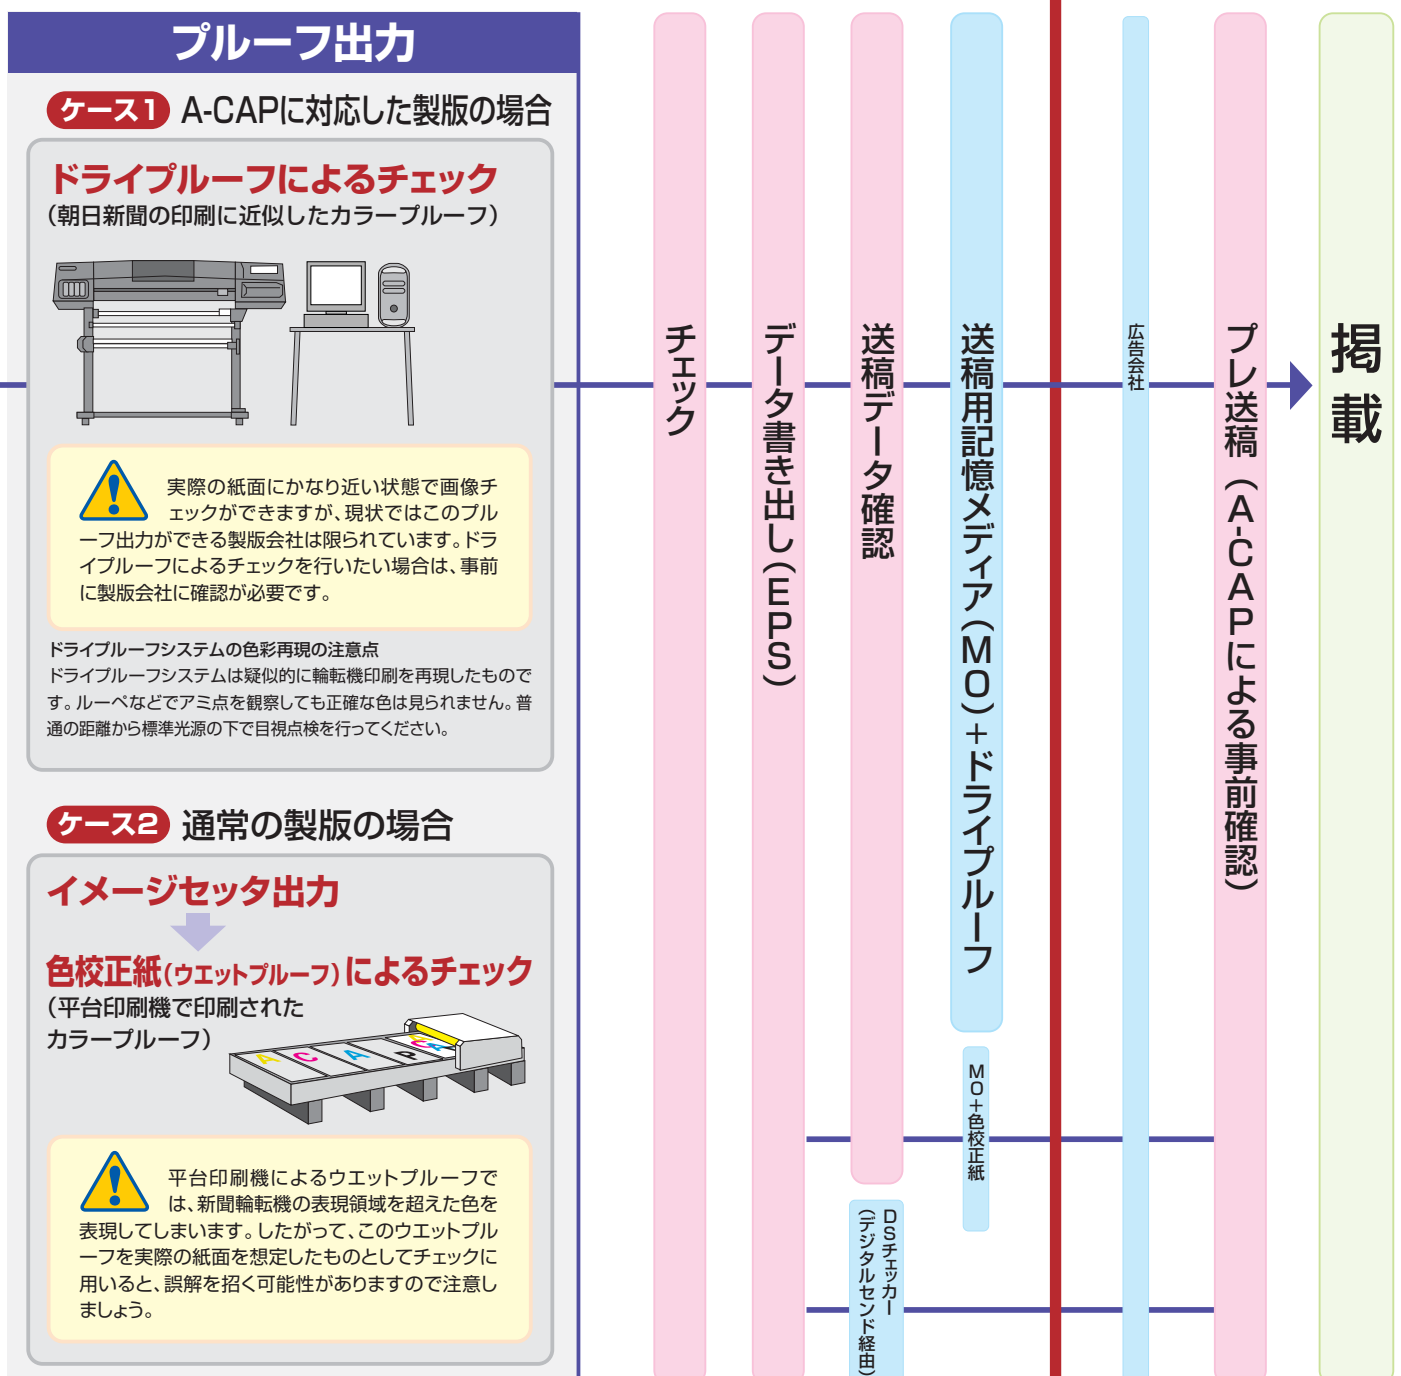 プルーフ出力
ケース1 A-CAPに対応した製版の場合
ドライプルーフによるチェック
(朝日新聞の印刷に近似したカラープルーフ)
実際の紙面にかなり近い状態で画像チ
ェックができますが、現状ではこのプル
ーフ出力ができる製版会社は限られています。ドラ
イプルーフによるチェックを行いたい場合は、事前
に製版会社に確認が必要です。
ドライプルーフシステムの色彩再現の注意点
ドライプルーフシステムは疑似的に輪転機印刷を再現したもので
す。ルーペなどでアミ点を観察しても正確な色は見られません。普
通の距離から標準光源の下で目視点検を行ってください。
ケース2 通常の製版の場合
イメージセッタ出力
色校正紙(ウエットプルーフ)によるチェック
(平台印刷機で印刷された
カラープルーフ)
A C A P A C A
平台印刷機によるウエットプルーフで
は、新聞輪転機の表現領域を超えた色を
表現してしまいます。したがって、このウエットプル
ーフを実際の紙面を想定したものとしてチェックに
用いると、誤解を招く可能性がありますので注意し
ましょう。
チェック
データ書き出し(EPS)
送稿データ確認
DSチェッカー
(デジタルセンド経由)
送稿用記憶メディア(MO)+ドライプルーフ
MO+色校正紙
広告会社
プレ送稿(A-CAPによる事前確認)
掲載